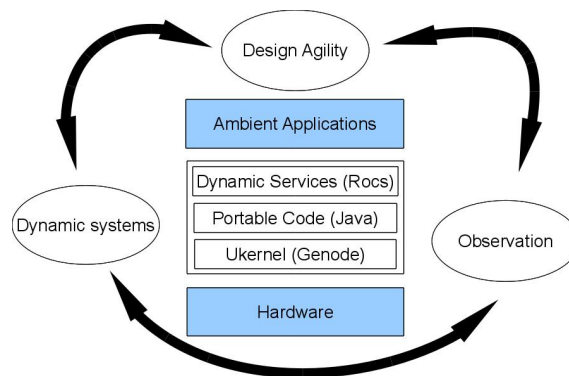 Design Agility
Ambient Applications
Dynamic Services (Rocs)
Dynamic systems
Portable Code (Java)
Observation
Ukernel (Genode)
Hardware